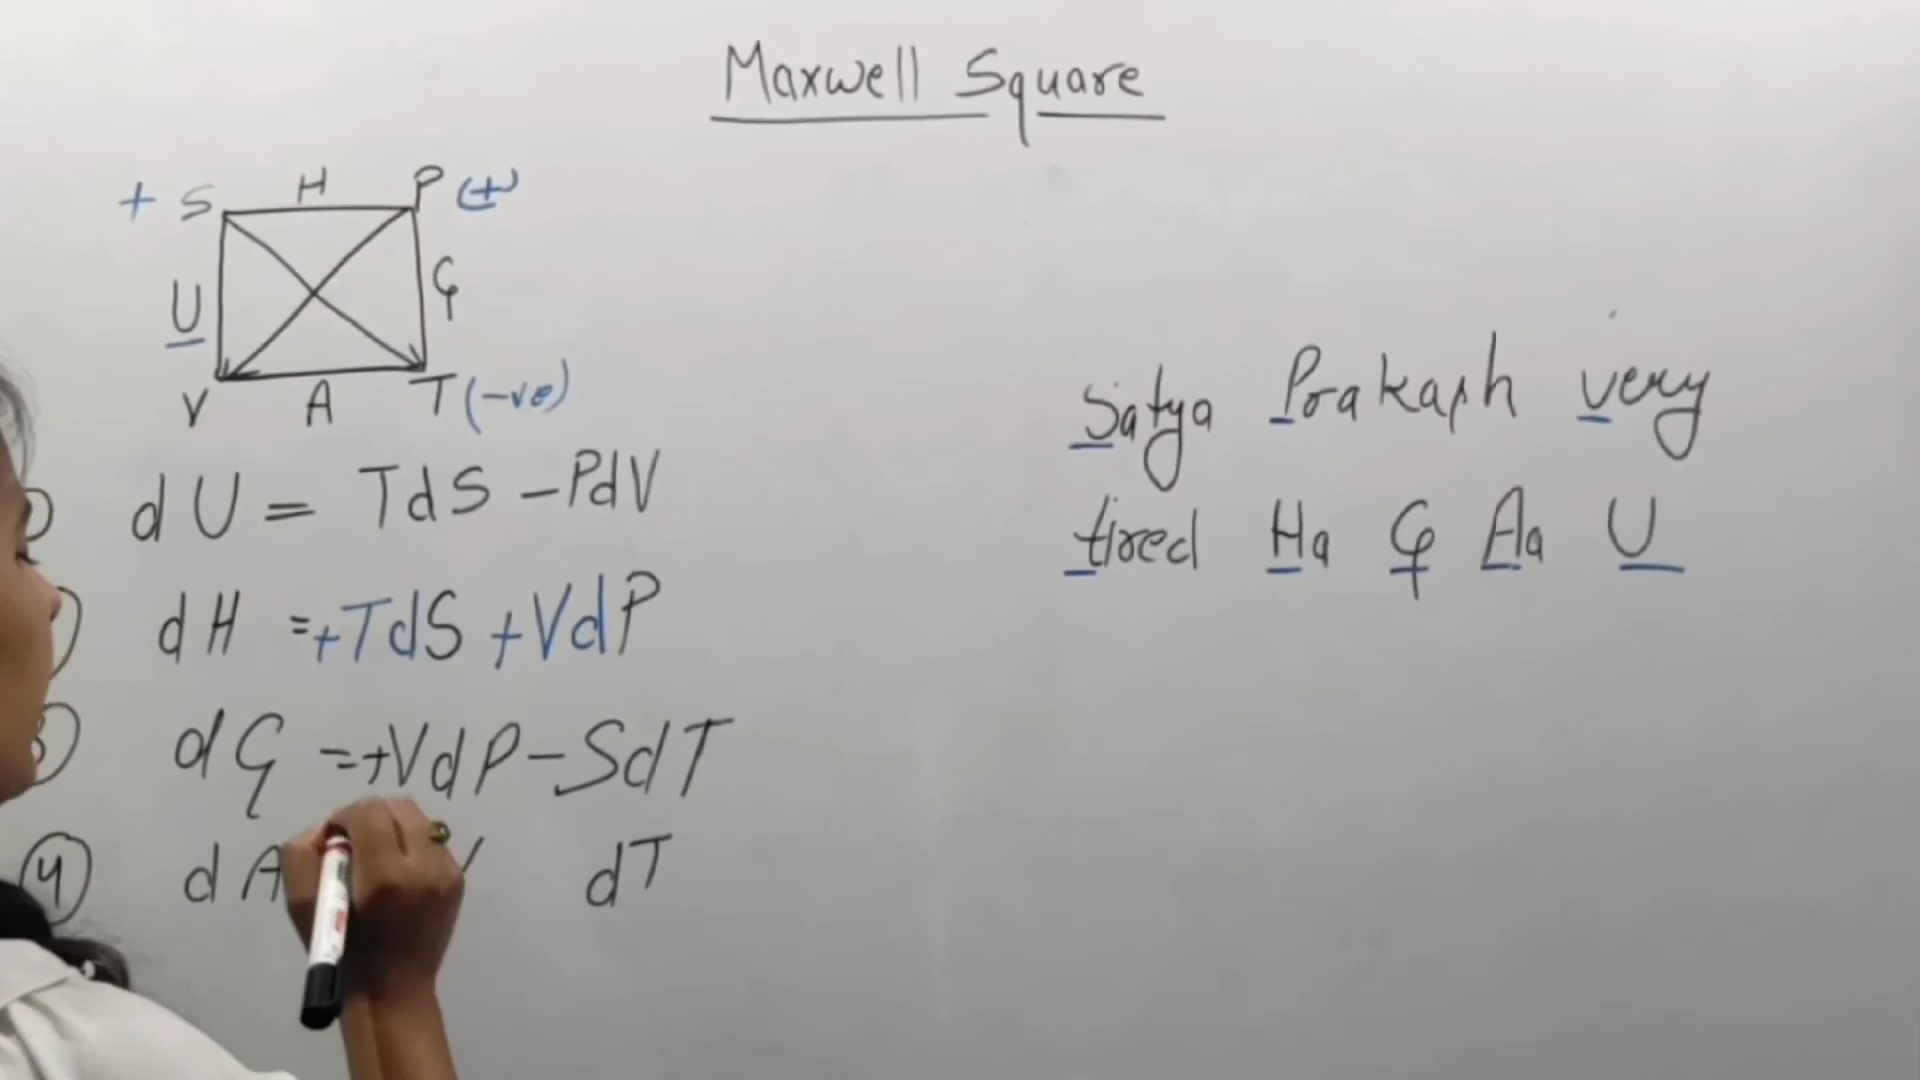 Maxwell Square
+ S H P (+)
U G
V A T (-ve)
dU = TdS - PdV
dH = +TdS + VdP
dG = +VdP - SdT
4 dA dT
Satya Prakash very
tired Ha G Aa U